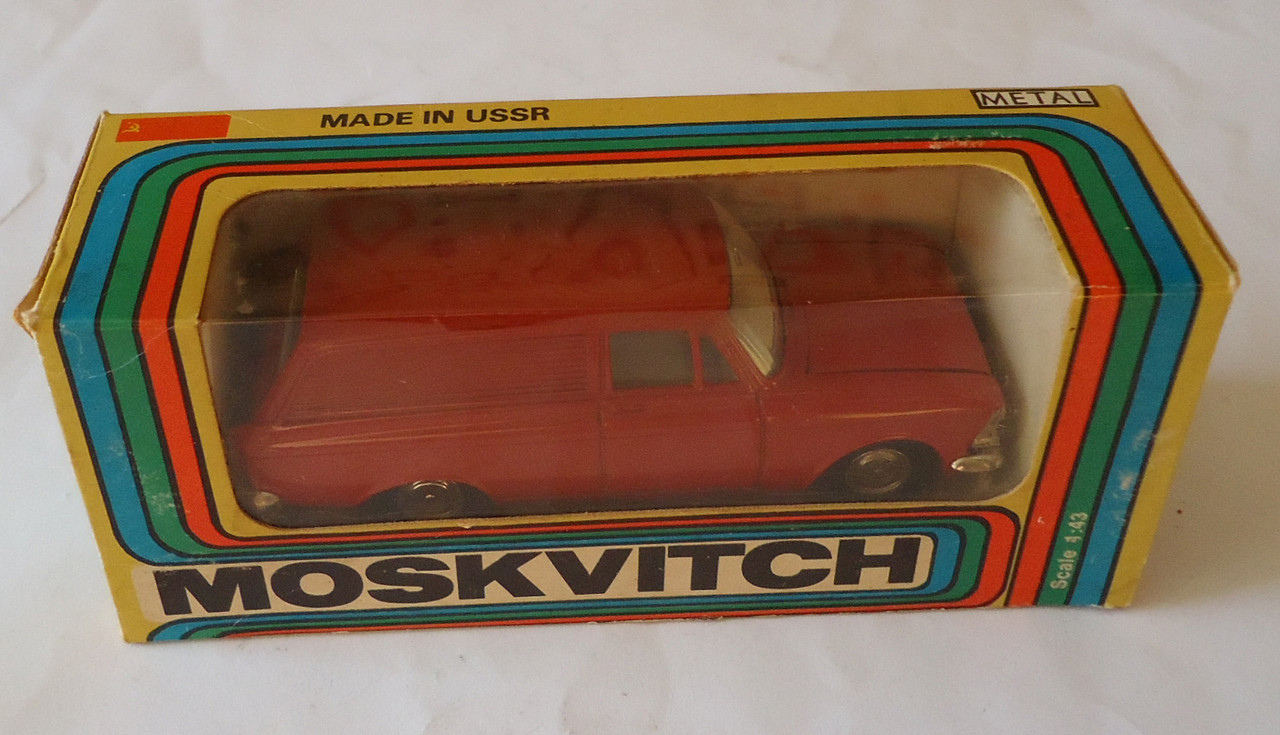 MADE IN USSR
METAL
MOSKVITCH
Scale 1:43